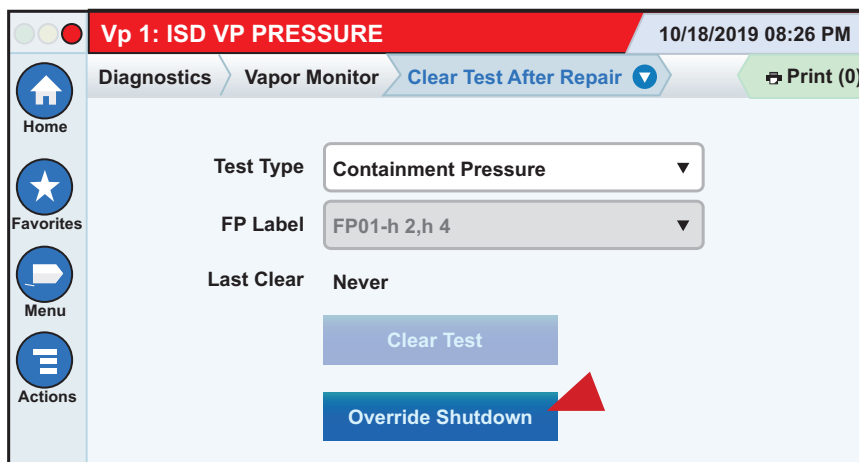 Vp 1: ISD VP PRESSURE 10/18/2019 08:26 PM
Diagnostics Vapor Monitor Clear Test After Repair Print (0)
Home
Favorites
Menu
Actions
Test Type Containment Pressure
FP Label FP01-h 2,h 4
Last Clear Never
Clear Test
Override Shutdown